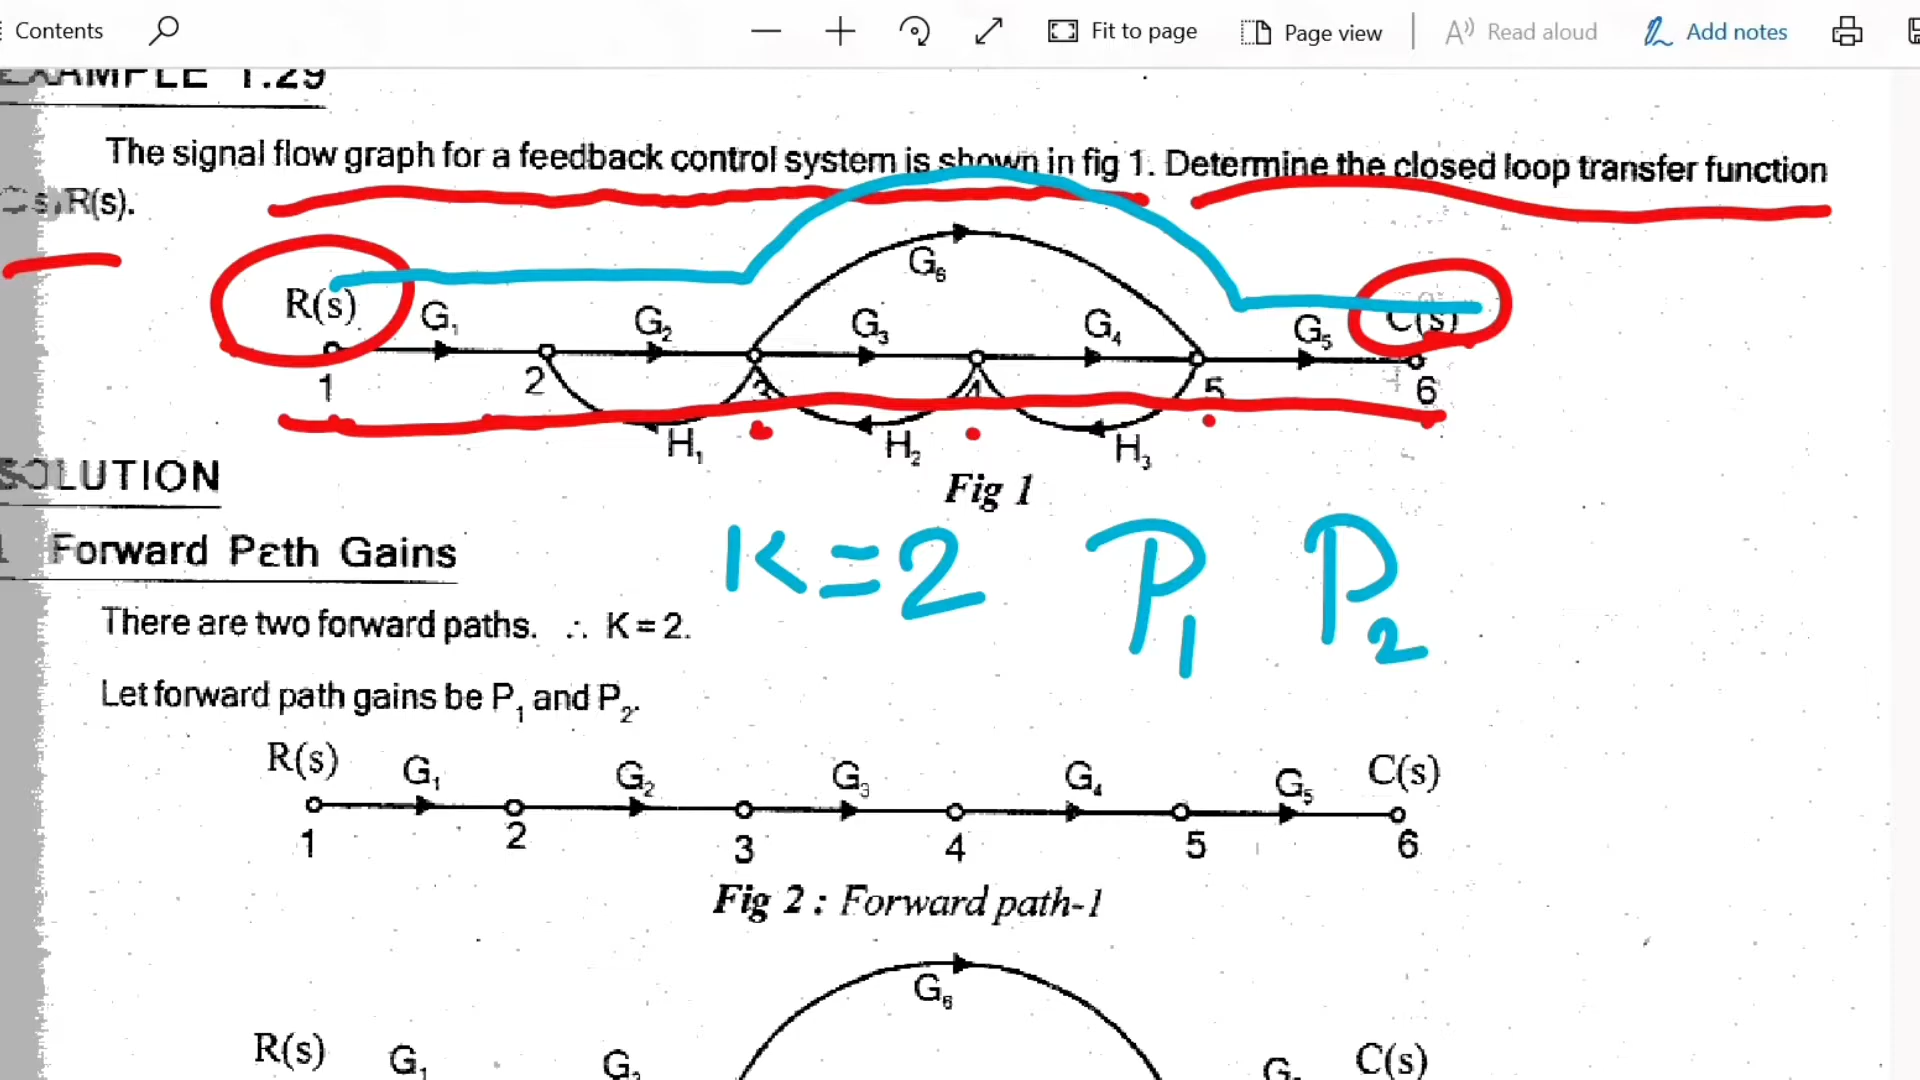 Contents Fit to page Page view Read aloud Add notes
EXAMPLE 1.29
The signal flow graph for a feedback control system is shown in fig 1. Determine the closed loop transfer function
R(s).
G₆
R(s) G₁ G₂ G₃ G₄ G₅ C(s)
1 2 3 4 5 6
H₁ H₂ H₃
Fig 1
SOLUTION
K=2 P₁ P₂
Forward Path Gains
There are two forward paths. ∴ K = 2.
Let forward path gains be P₁ and P₂.
R(s) G₁ G₂ G₃ G₄ G₅ C(s)
1 2 3 4 5 6
Fig 2 : Forward path-1
G₆
R(s) G₁ G₂ C(s)